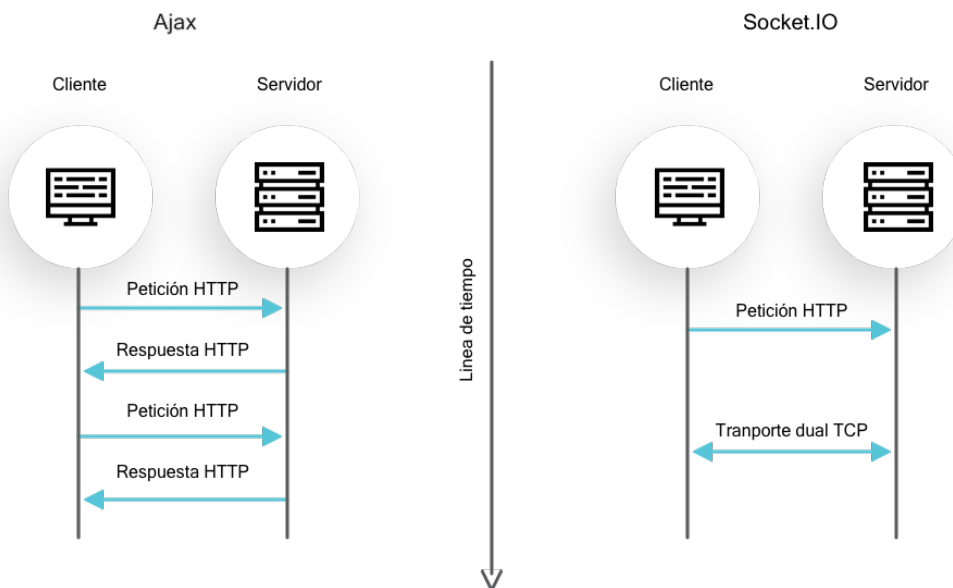 Ajax
Cliente
Servidor
Petición HTTP
Respuesta HTTP
Petición HTTP
Respuesta HTTP
Linea de tiempo
Socket.IO
Cliente
Servidor
Petición HTTP
Tranporte dual TCP